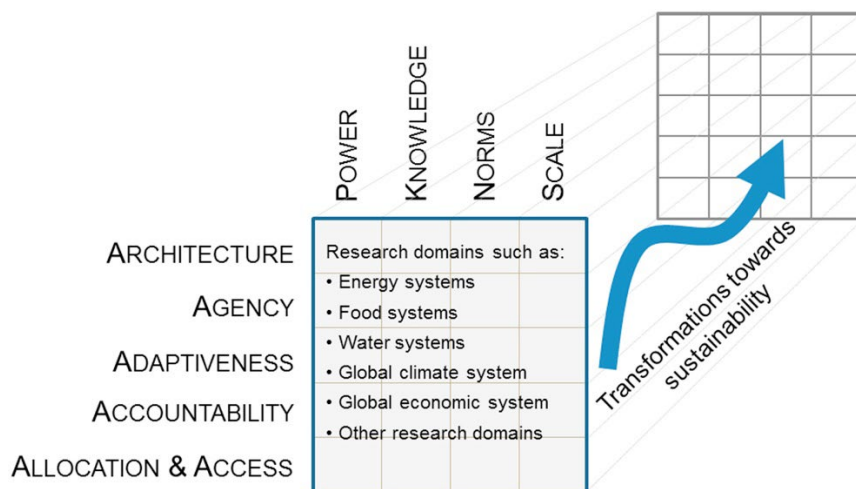 POWER
KNOWLEDGE
NORMS
SCALE
ARCHITECTURE
AGENCY
ADAPTIVENESS
ACCOUNTABILITY
ALLOCATION & ACCESS
Research domains such as:
• Energy systems
• Food systems
• Water systems
• Global climate system
• Global economic system
• Other research domains
Transformations towards
sustainability